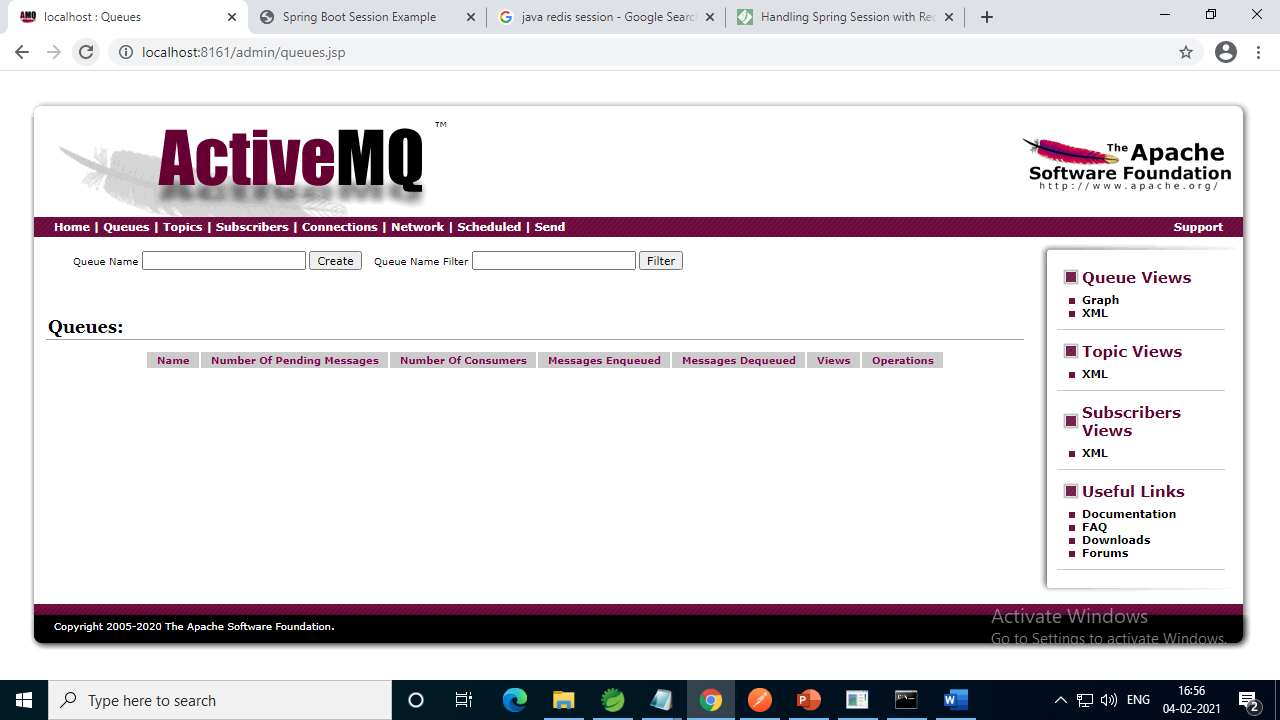 localhost : Queues
Spring Boot Session Example
java redis session - Google Searc
Handling Spring Session with Red
localhost:8161/admin/queues.jsp
ActiveMQ ™
The Apache
Software Foundation
http://www.apache.org/
Home | Queues | Topics | Subscribers | Connections | Network | Scheduled | Send
Support
Queue Name Create Queue Name Filter Filter
Queues:
Name Number Of Pending Messages Number Of Consumers Messages Enqueued Messages Dequeued Views Operations
Queue Views
Graph
XML
Topic Views
XML
Subscribers
Views
XML
Useful Links
Documentation
FAQ
Downloads
Forums
Copyright 2005-2020 The Apache Software Foundation.
Activate Windows
Go to Settings to activate Windows.
Type here to search
ENG
16:56
04-02-2021
2